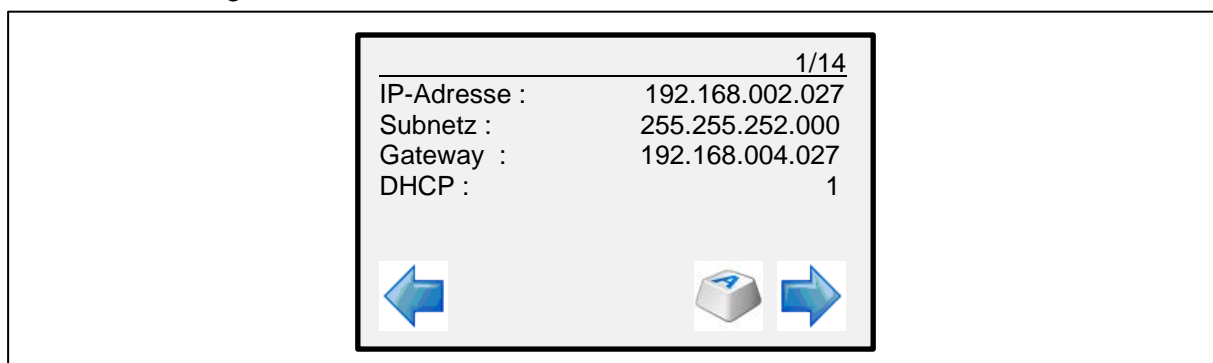 1/14
IP-Adresse : 192.168.002.027
Subnetz : 255.255.252.000
Gateway : 192.168.004.027
DHCP : 1
A